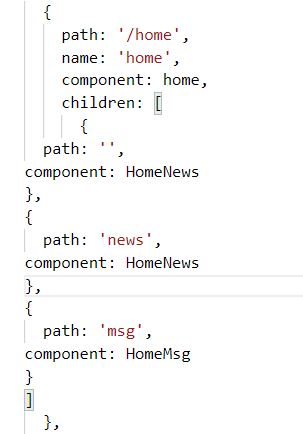 {
path: '/home',
name: 'home',
component: home,
children: [
{
path: '',
component: HomeNews
},
{
path: 'news',
component: HomeNews
},
{
path: 'msg',
component: HomeMsg
}
]
},